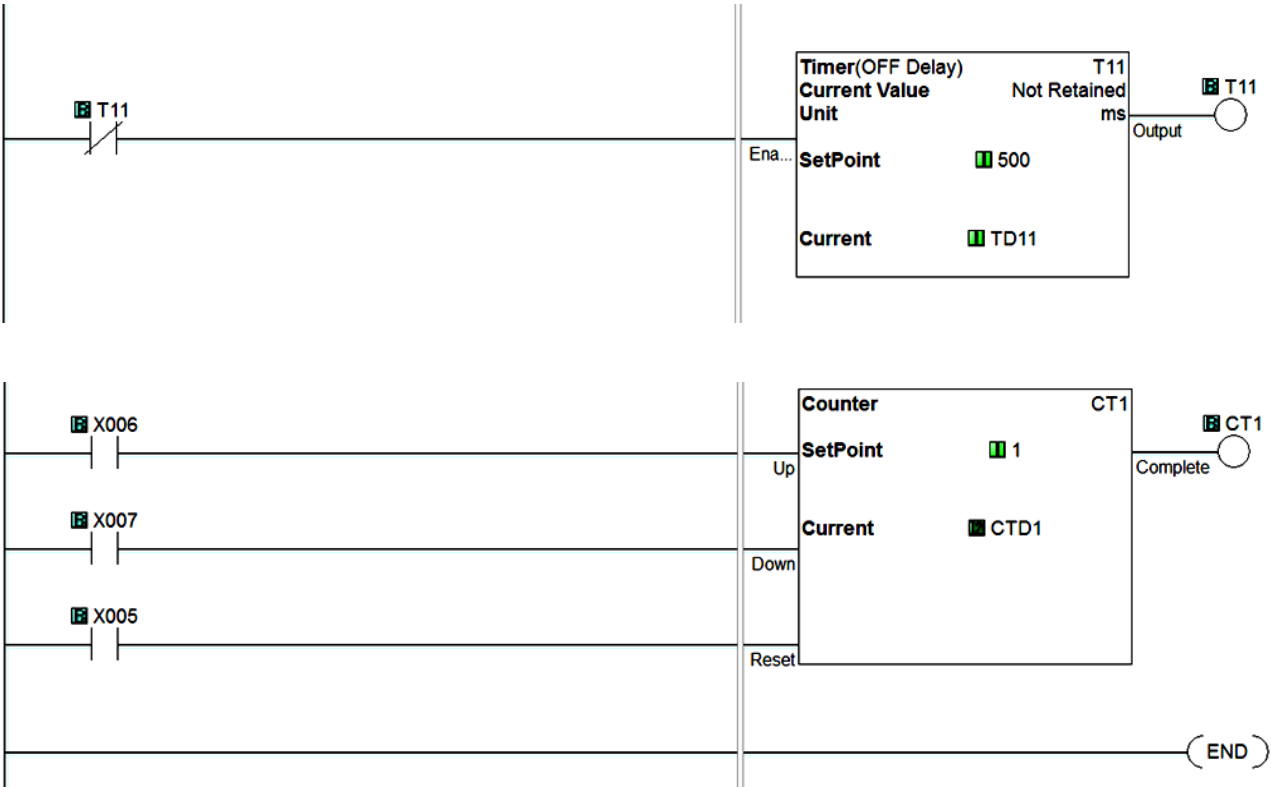 Timer(OFF Delay) T11
Current Value Not Retained
Unit ms
T11
T11
Output
Ena...
SetPoint 500
Current TD11
Counter CT1
X006
CT1
Up
SetPoint 1
Complete
X007
Current CTD1
Down
X005
Reset
END